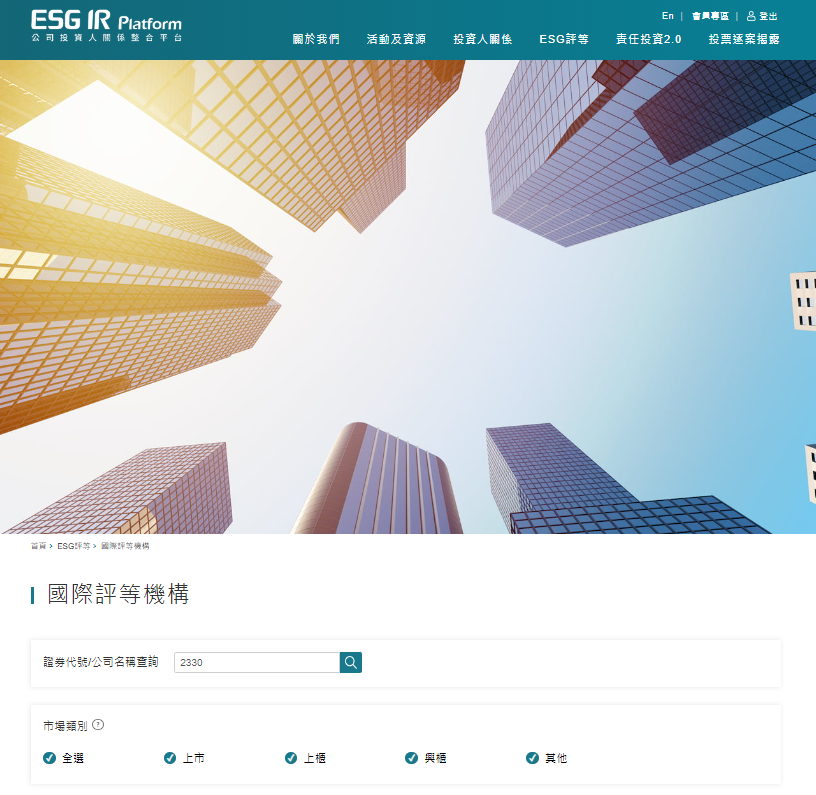 ESG IR Platform
公司投資人關係整合平台
En | 會員專區 | 登出
關於我們 活動及資源 投資人關係 ESG評等 責任投資2.0 投票逐案揭露
首頁 > ESG評等 > 國際評等機構
國際評等機構
證券代號/公司名稱查詢 2330
市場類別 ?
全選 上市 上櫃 興櫃 其他